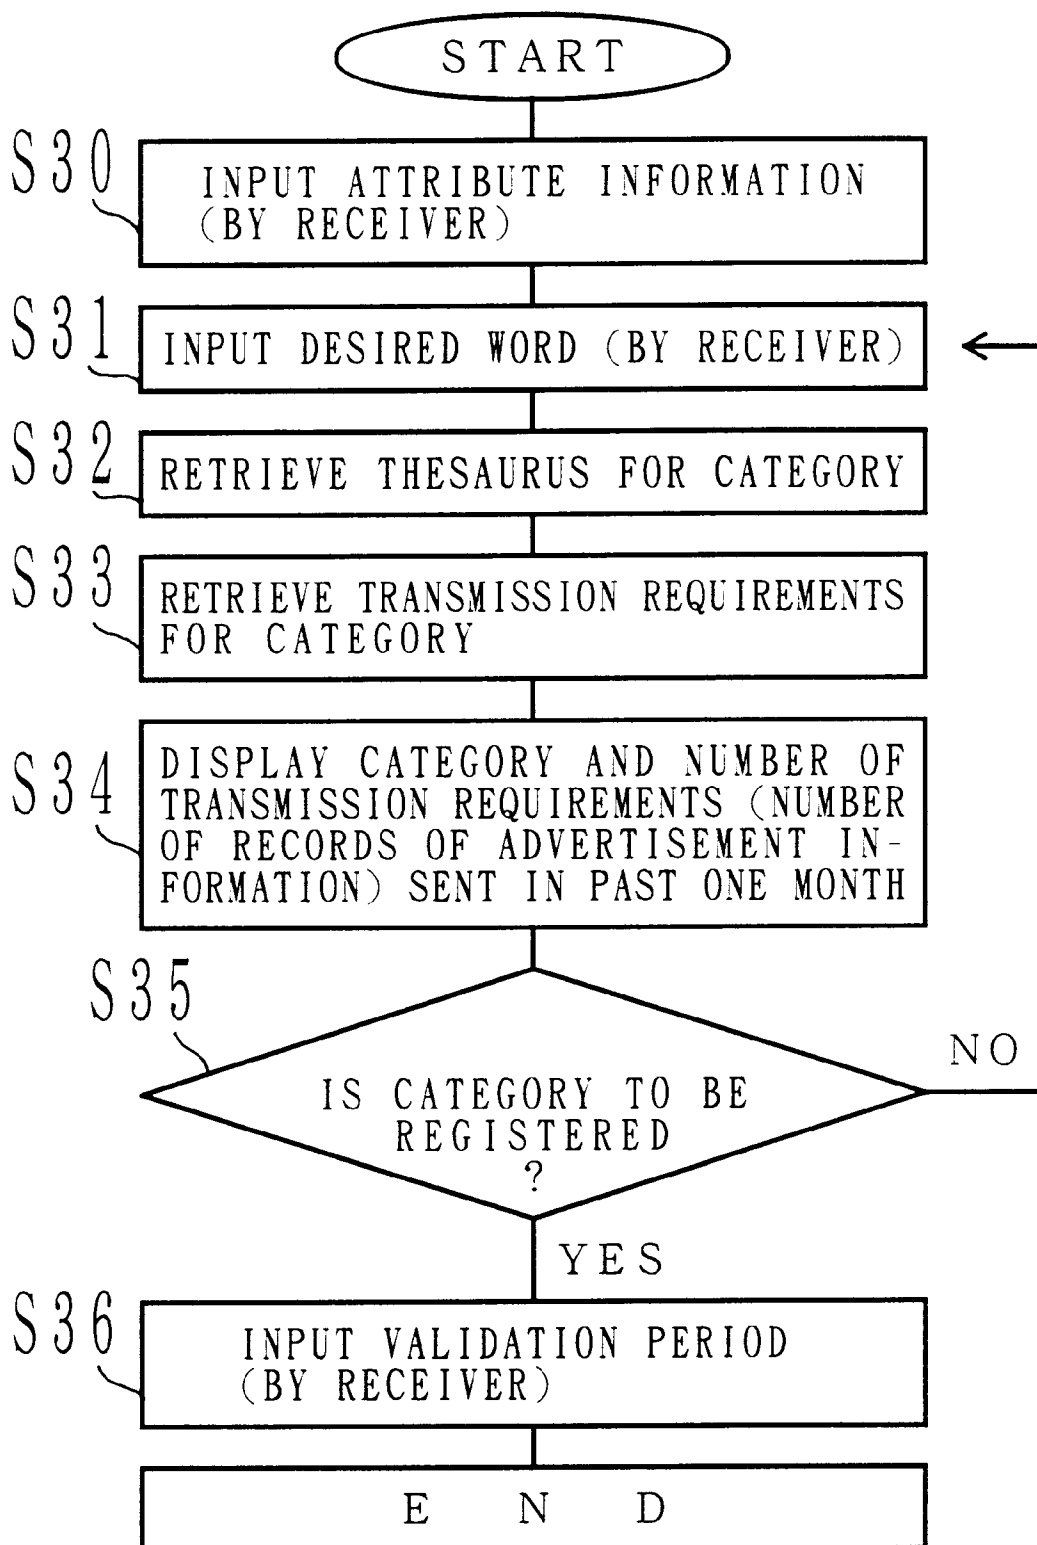 START
S30
INPUT ATTRIBUTE INFORMATION
(BY RECEIVER)
S31
INPUT DESIRED WORD (BY RECEIVER)
S32
RETRIEVE THESAURUS FOR CATEGORY
S33
RETRIEVE TRANSMISSION REQUIREMENTS
FOR CATEGORY
S34
DISPLAY CATEGORY AND NUMBER OF
TRANSMISSION REQUIREMENTS (NUMBER
OF RECORDS OF ADVERTISEMENT IN-
FORMATION) SENT IN PAST ONE MONTH
S35
NO
IS CATEGORY TO BE
REGISTERED
?
YES
S36
INPUT VALIDATION PERIOD
(BY RECEIVER)
END